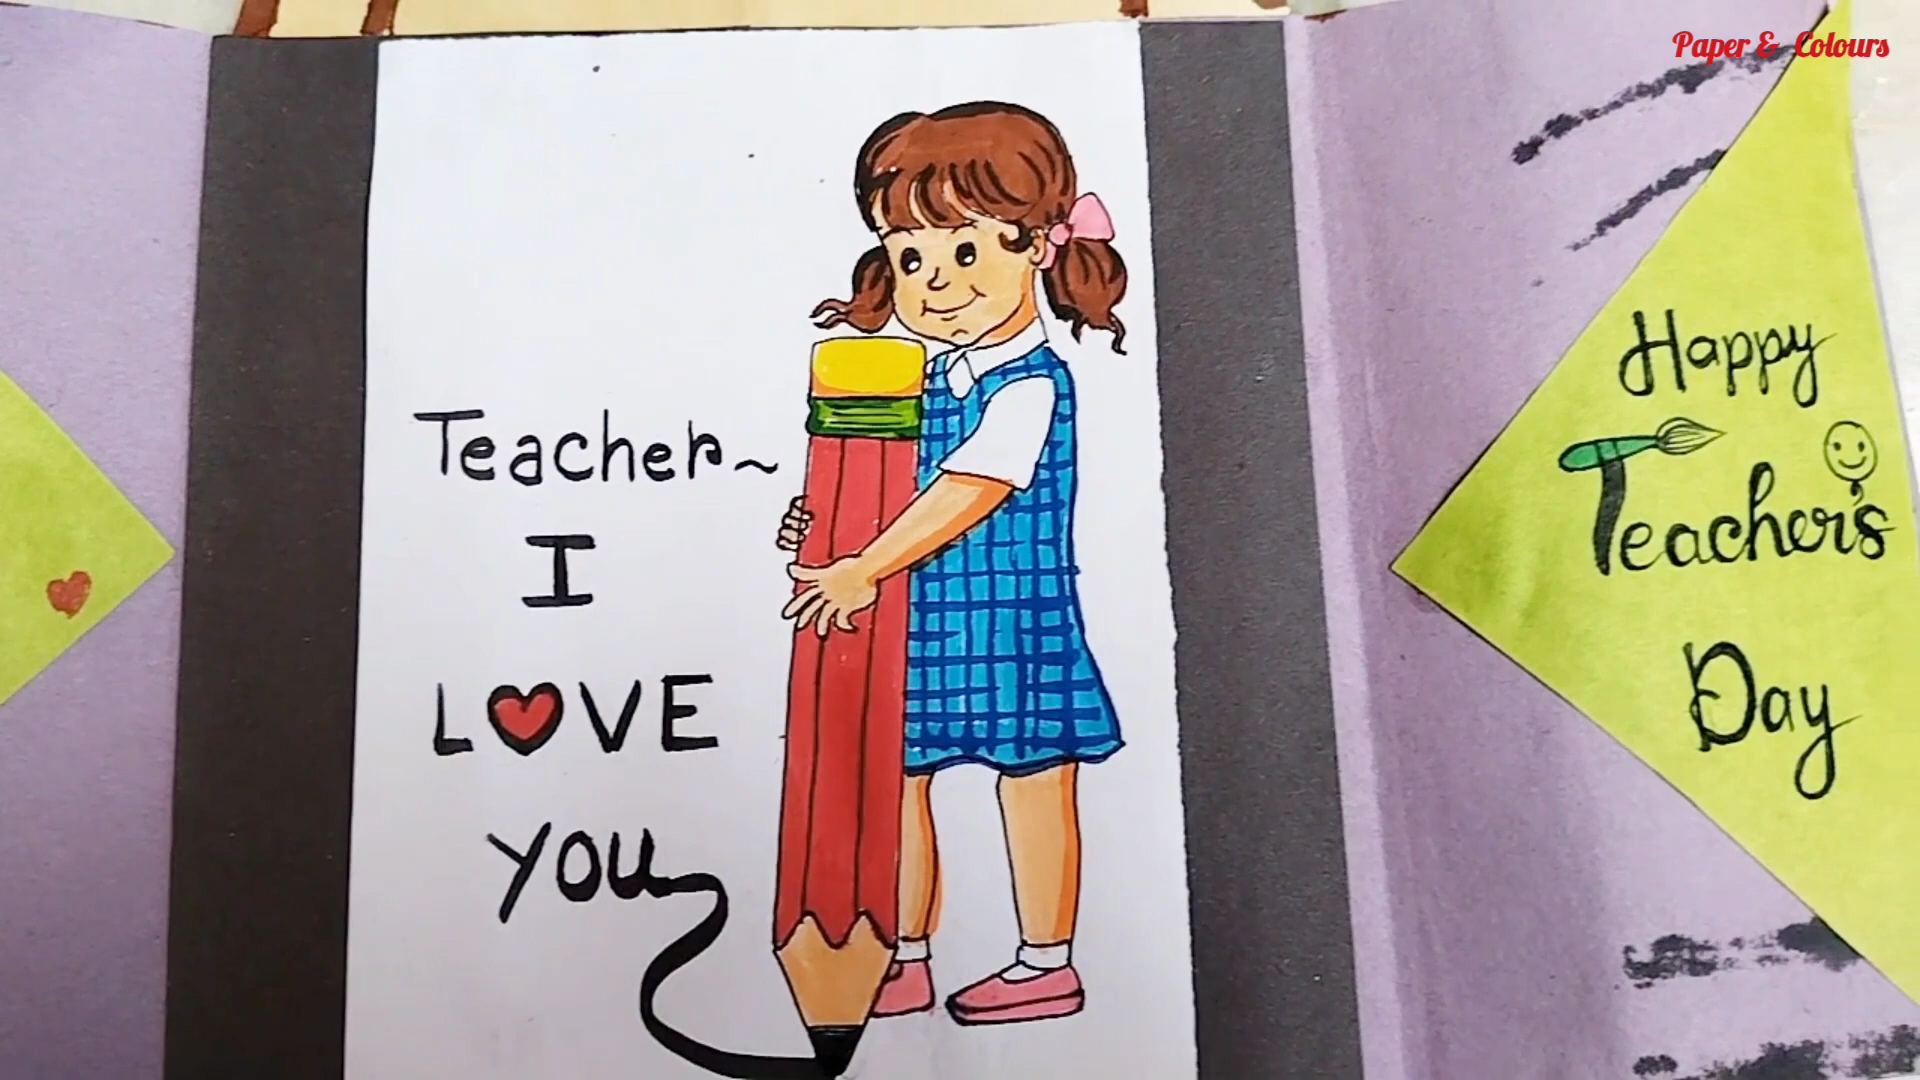 Paper & Colours
Teacher~
I
LOVE
YOU
Happy
Teacher's
Day